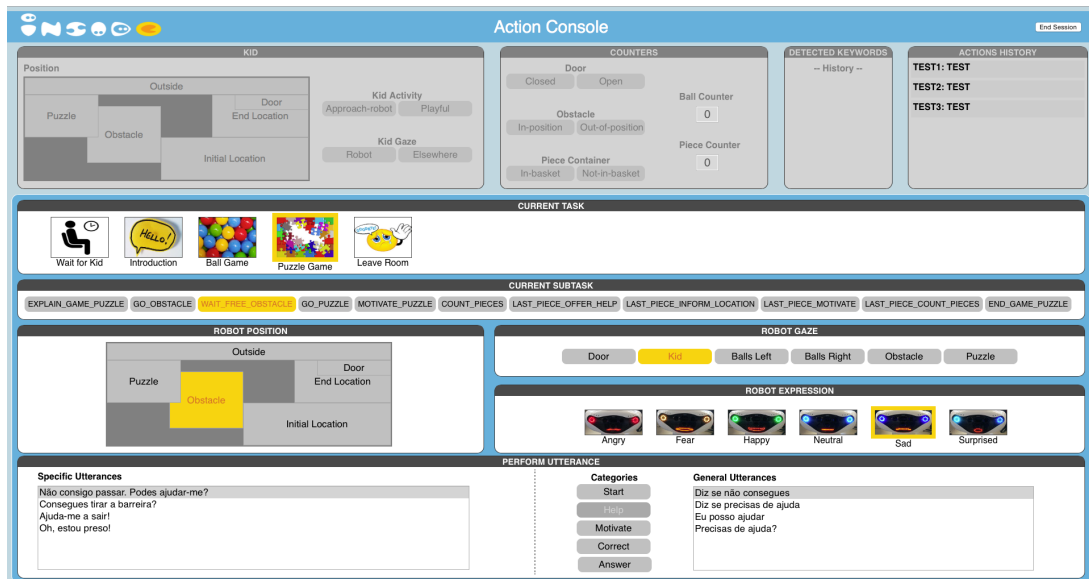 INSIDE
Action Console
End Session
KID
Position
Outside
Puzzle
Door
End Location
Obstacle
Initial Location
Kid Activity
Approach-robot Playful
Kid Gaze
Robot Elsewhere
COUNTERS
Door
Closed Open
Obstacle
In-position Out-of-position
Piece Container
In-basket Not-in-basket
Ball Counter
0
Piece Counter
0
DETECTED KEYWORDS
-- History --
ACTIONS HISTORY
TEST1: TEST
TEST2: TEST
TEST3: TEST
CURRENT TASK
HELLO!
Wait for Kid Introduction Ball Game Puzzle Game Leave Room
CURRENT SUBTASK
EXPLAIN_GAME_PUZZLE GO_OBSTACLE WAIT_FREE_OBSTACLE GO_PUZZLE MOTIVATE_PUZZLE COUNT_PIECES LAST_PIECE_OFFER_HELP LAST_PIECE_INFORM_LOCATION LAST_PIECE_MOTIVATE LAST_PIECE_COUNT_PIECES END_GAME_PUZZLE
ROBOT POSITION
Outside
Puzzle
Door
End Location
Obstacle
Initial Location
ROBOT GAZE
Door Kid Balls Left Balls Right Obstacle Puzzle
ROBOT EXPRESSION
Angry Fear Happy Neutral Sad Surprised
PERFORM UTTERANCE
Specific Utterances
Não consigo passar. Podes ajudar-me?
Consegues tirar a barreira?
Ajuda-me a sair!
Oh, estou preso!
Categories
Start
Help
Motivate
Correct
Answer
General Utterances
Diz se não consegues
Diz se precisas de ajuda
Eu posso ajudar
Precisas de ajuda?